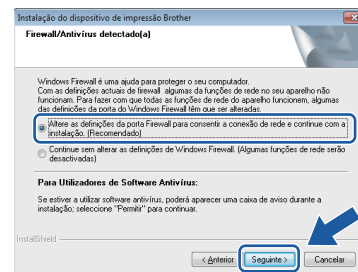 Instalação do dispositivo de impressão Brother
Firewall/Antivírus detectado(a)
Windows Firewall é uma ajuda para proteger o seu computador.
Com as definições actuais de firewall algumas da funções de rede no seu aparelho não
funcionam. Para fazer com que todas as funções de rede do aparelho funcionem, algumas
das definições da porta do Windows Firewall têm que ser alteradas.
Altere as definições da porta Firewall para consentir a conexão de rede e continue com a
instalação. (Recomendado)
Continue sem alterar as definições de Windows Firewall. (Algumas funções de rede serão
desactivadas)
Para Utilizadores de Software Antivírus:
Se estiver a utilizar software antivírus, poderá aparecer uma caixa de aviso durante a
instalação; seleccione "Permitir" para continuar.
InstallShield
< Anterior
Seguinte >
Cancelar